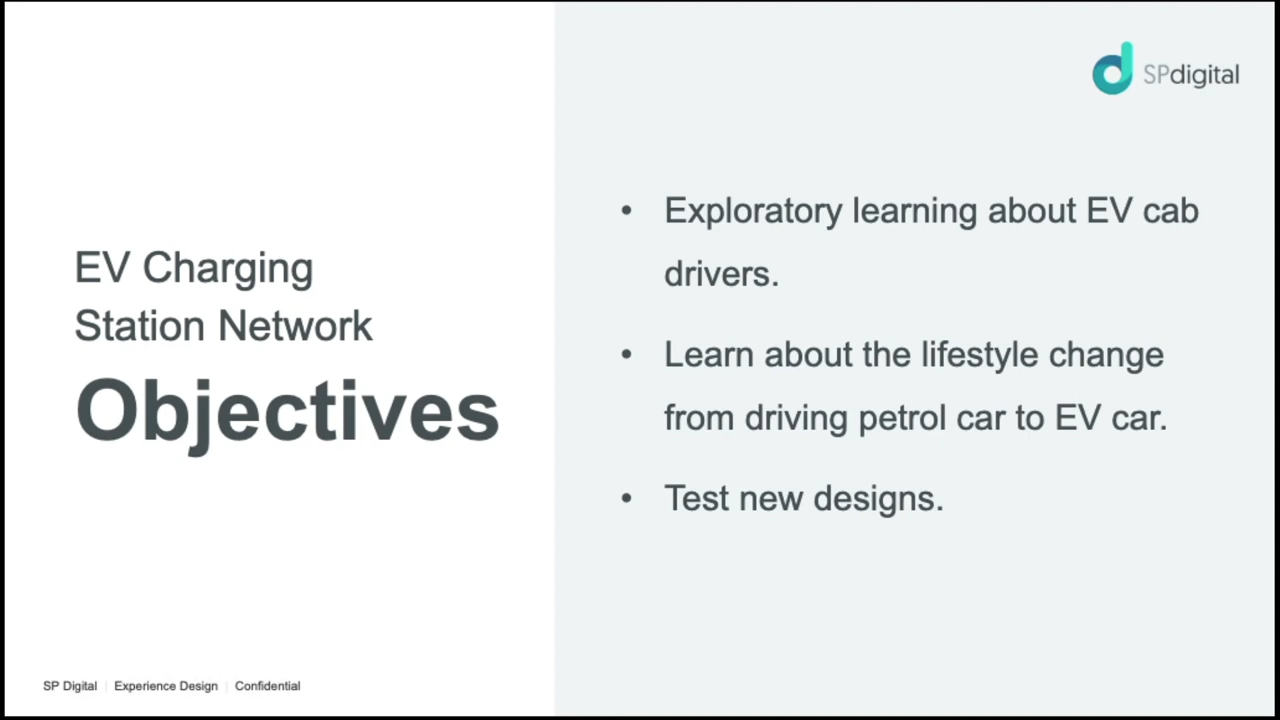 SPdigital
EV Charging
Station Network
Objectives
• Exploratory learning about EV cab
drivers.
• Learn about the lifestyle change
from driving petrol car to EV car.
• Test new designs.
SP Digital | Experience Design | Confidential